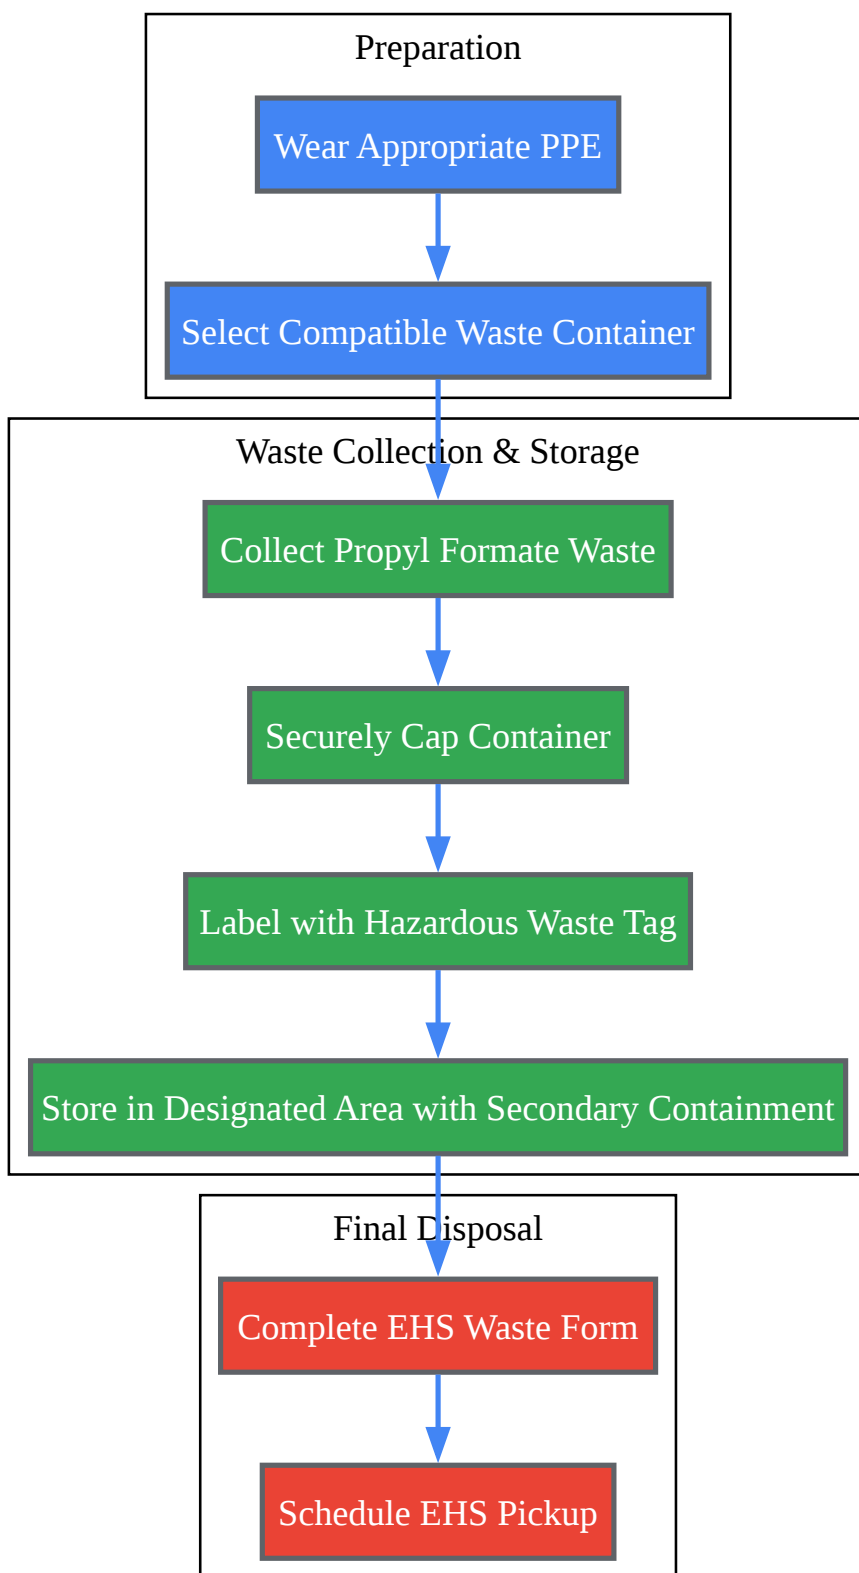 Preparation
Wear Appropriate PPE
Select Compatible Waste Container
Waste Collection & Storage
Collect Propyl Formate Waste
Securely Cap Container
Label with Hazardous Waste Tag
Store in Designated Area with Secondary Containment
Final Disposal
Complete EHS Waste Form
Schedule EHS Pickup